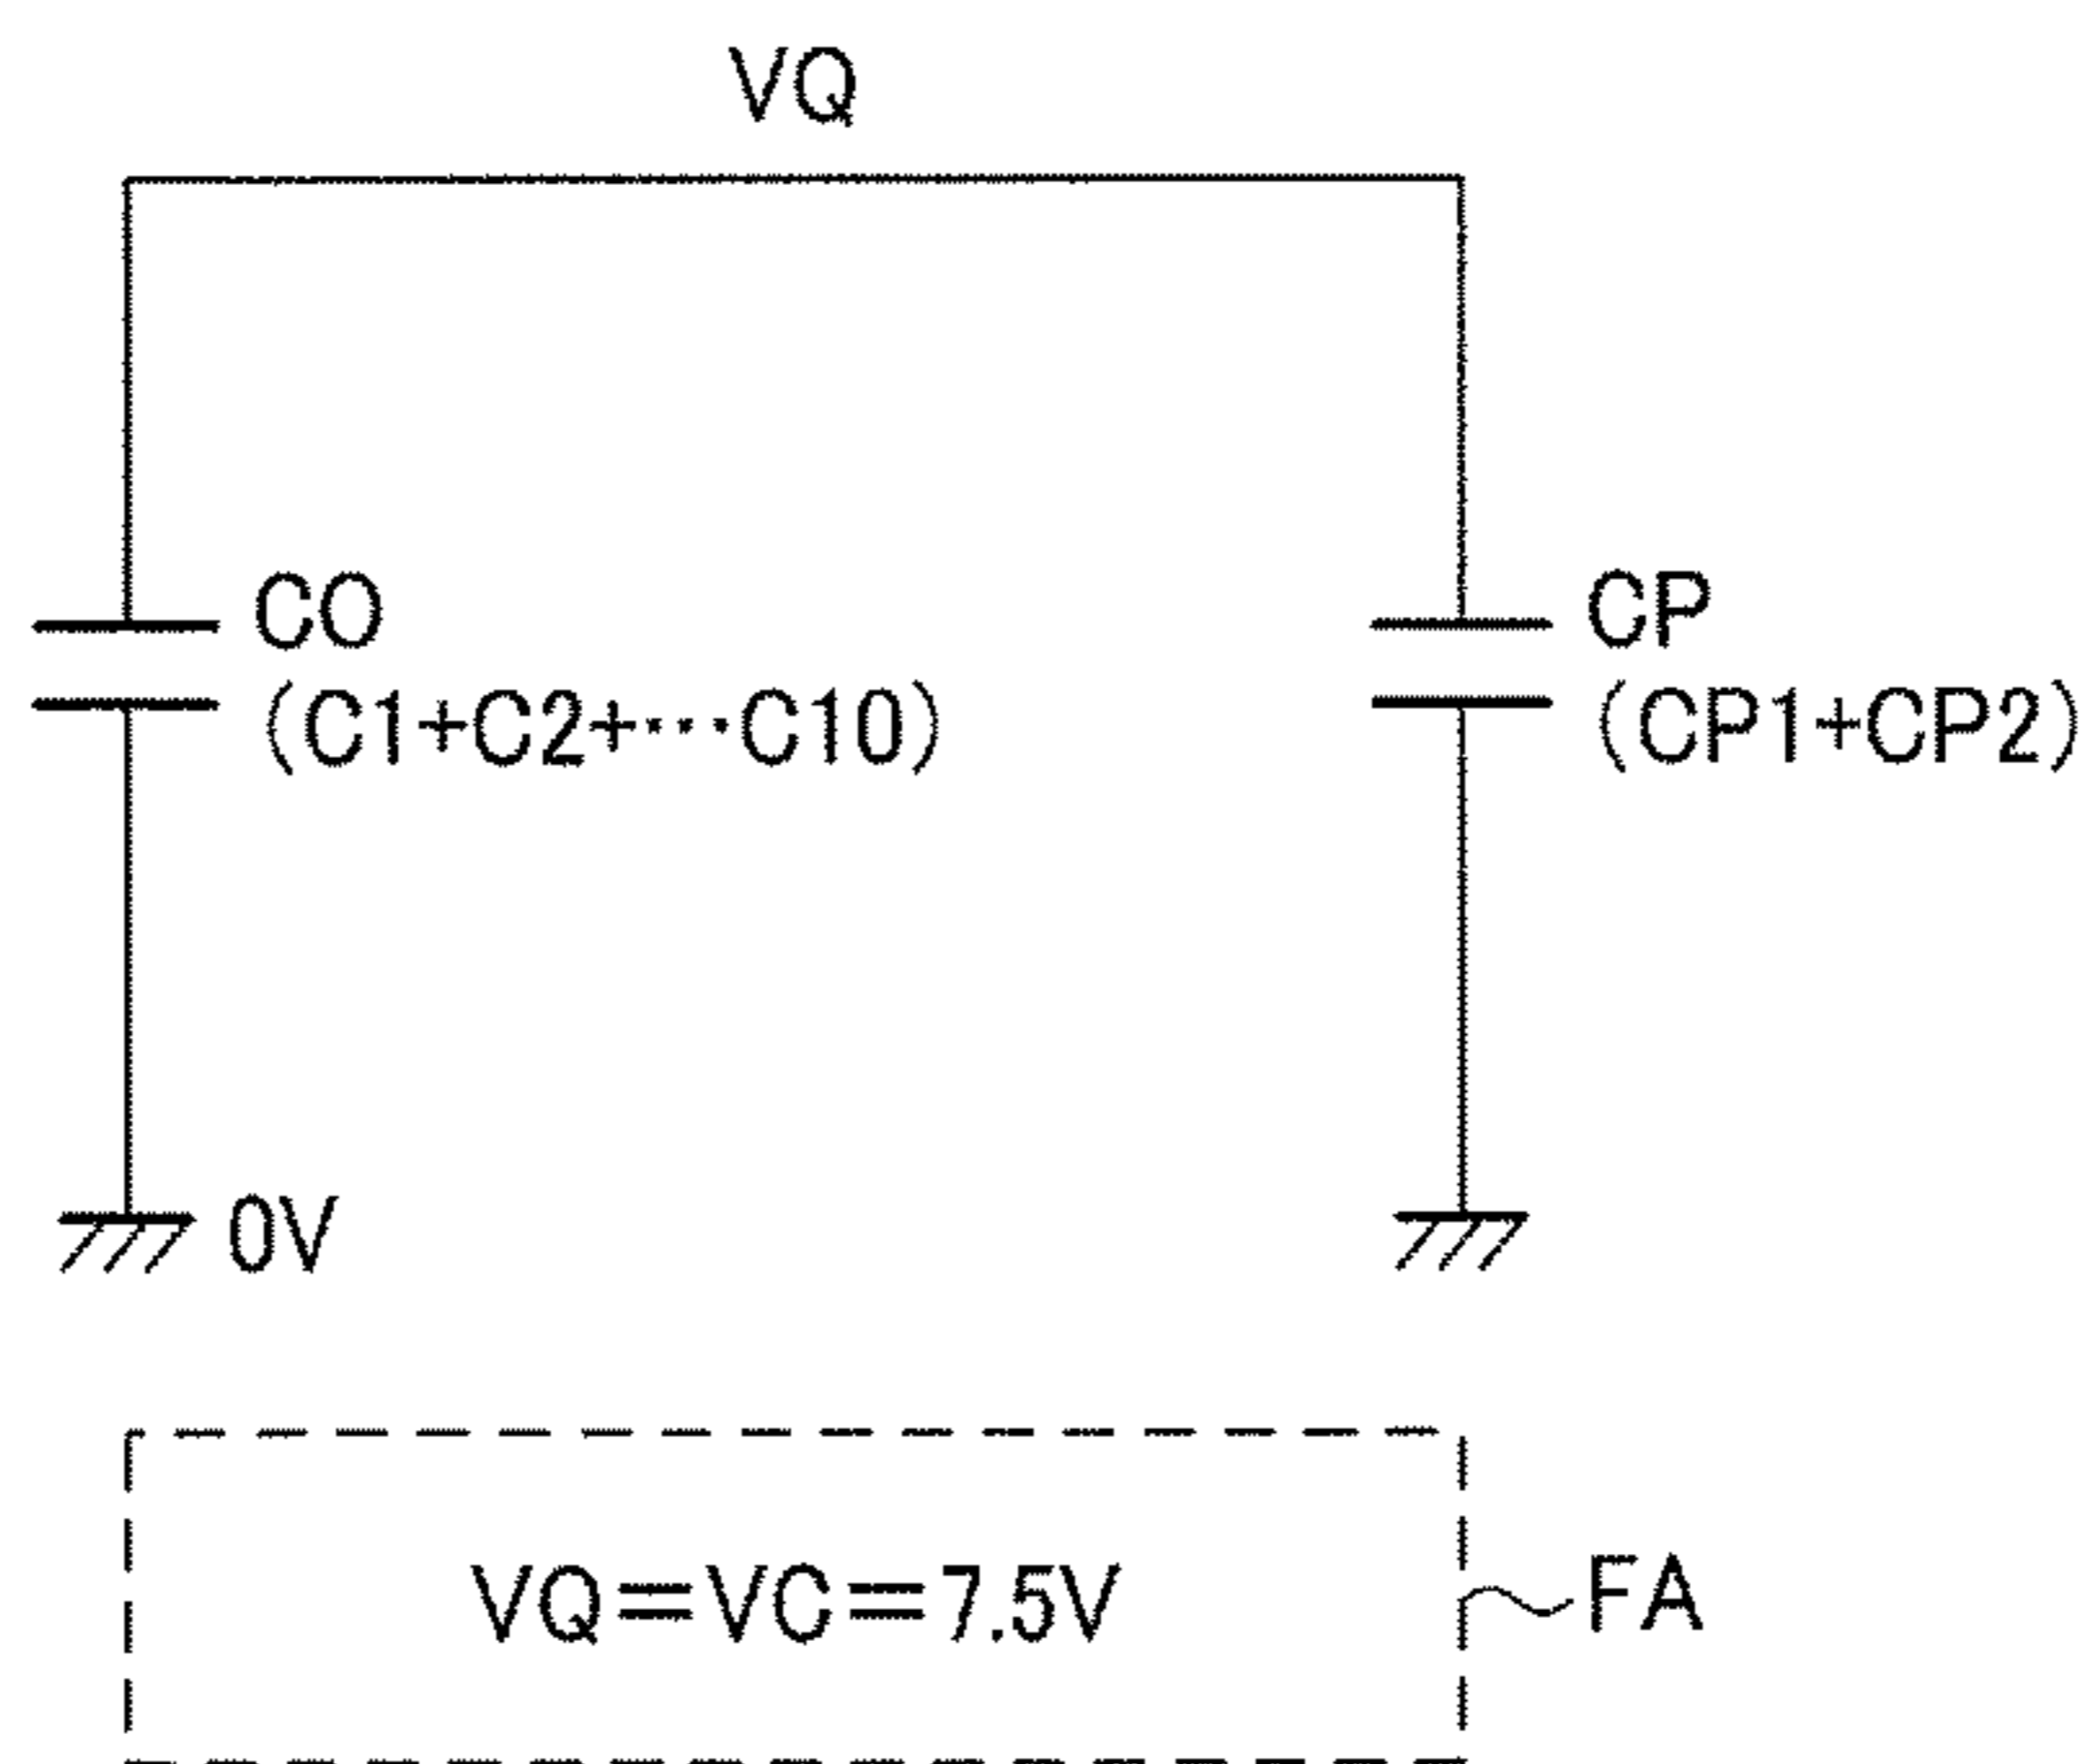 VQ
CO
(C1+C2+···C10)
CP
(CP1+CP2)
0V
VQ=VC=7.5V
FA